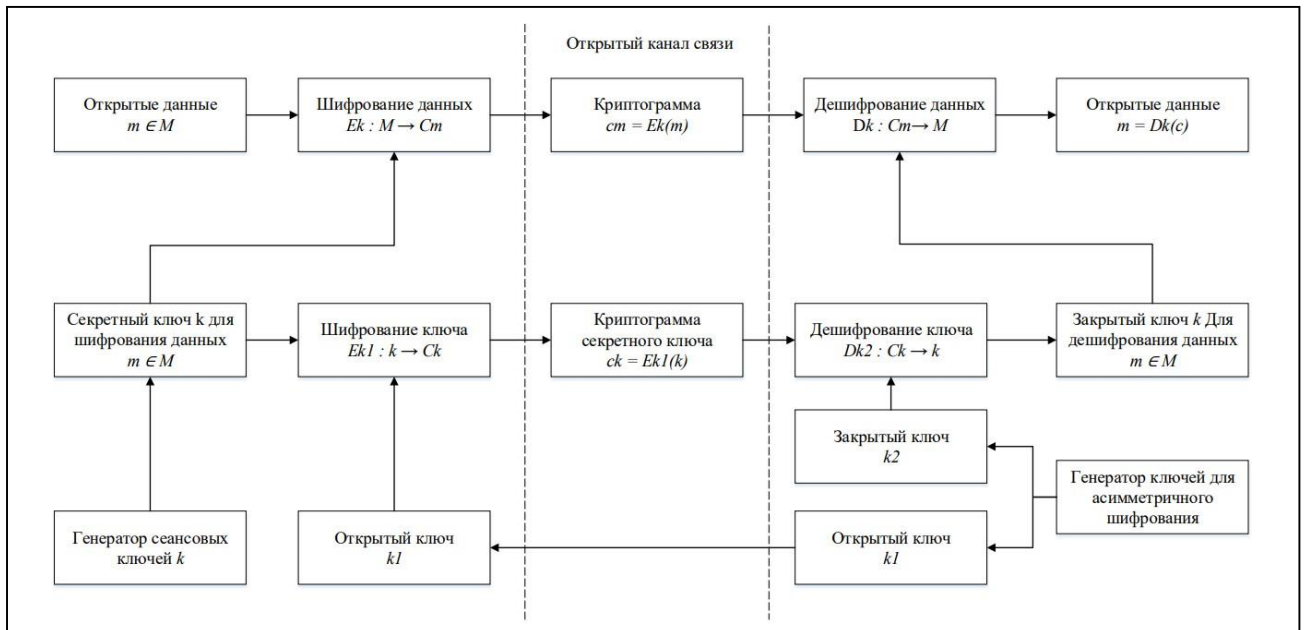 Открытый канал связи
Открытые данные
m ∈ M
Шифрование данных
Ek : M → Cm
Криптограмма
cm = Ek(m)
Дешифрование данных
Dk : Cm→ M
Открытые данные
m = Dk(c)
Секретный ключ k для
шифрования данных
m ∈ M
Шифрование ключа
Ek1 : k → Ck
Криптограмма
секретного ключа
ck = Ek1(k)
Дешифрование ключа
Dk2 : Ck → k
Закрытый ключ k Для
дешифрования данных
m ∈ M
Закрытый ключ
k2
Генератор ключей для
асимметричного
шифрования
Генератор сеансовых
ключей k
Открытый ключ
k1
Открытый ключ
k1